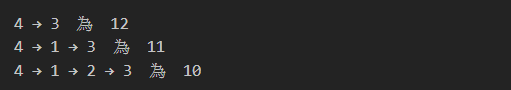 4 → 3 為 12
4 → 1 → 3 為 11
4 → 1 → 2 → 3 為 10